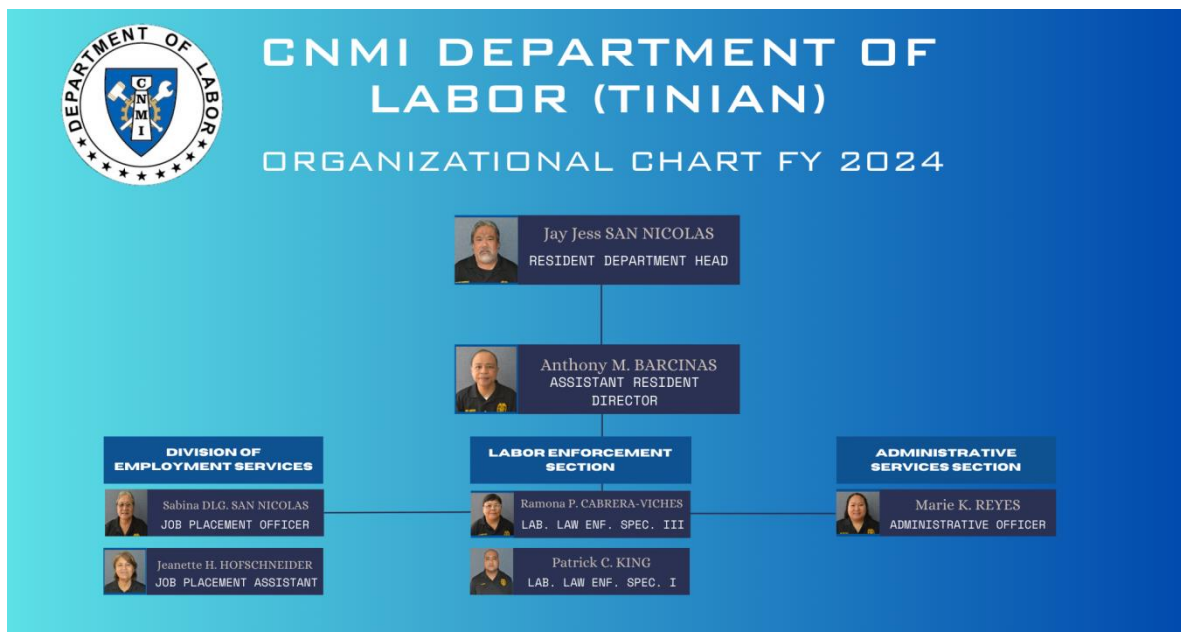 DEPARTMENT OF LABOR
CNMI
CNMI DEPARTMENT OF
LABOR (TINIAN)
ORGANIZATIONAL CHART FY 2024
Jay Jess SAN NICOLAS
RESIDENT DEPARTMENT HEAD
Anthony M. BARCINAS
ASSISTANT RESIDENT
DIRECTOR
DIVISION OF
EMPLOYMENT SERVICES
Sabina DLG. SAN NICOLAS
JOB PLACEMENT OFFICER
Jeanette H. HOFSCHNEIDER
JOB PLACEMENT ASSISTANT
LABOR ENFORCEMENT
SECTION
Ramona P. CABRERA-VICHES
LAB. LAW ENF. SPEC. III
Patrick C. KING
LAB. LAW ENF. SPEC. I
ADMINISTRATIVE
SERVICES SECTION
Marie K. REYES
ADMINISTRATIVE OFFICER